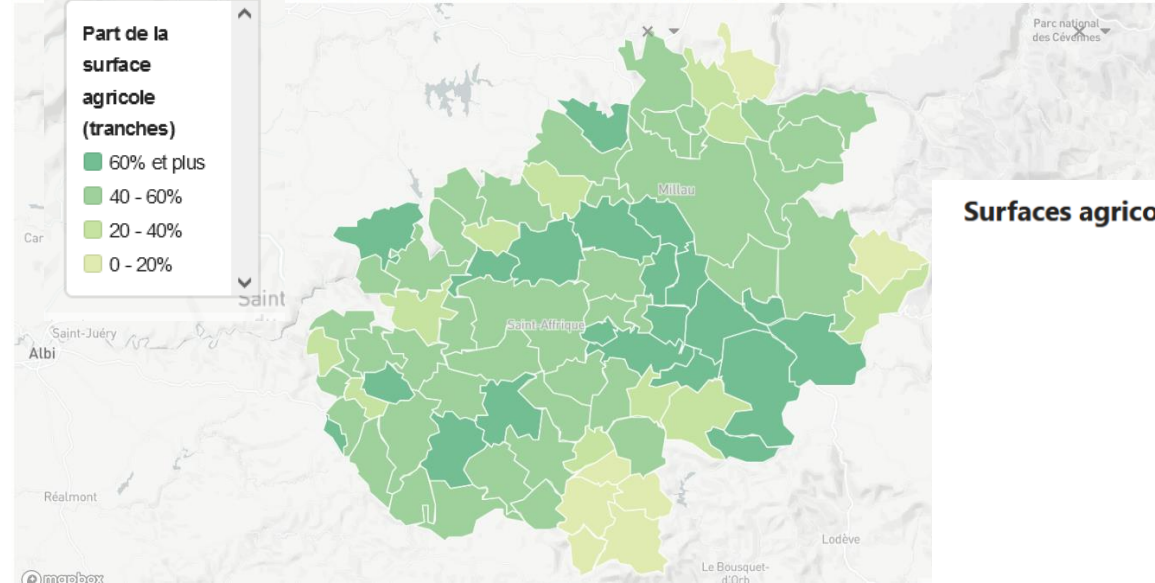 Part de la
surface
agricole
(tranches)
60% et plus
40 - 60%
20 - 40%
0 - 20%
Parc national
des Cévennes
Millau
Surfaces agrico
Car
Saint
Saint-Affrique
Saint-Juéry
Albi
Réalmont
Lodève
Le Bousquet-
d'Orb
mapbox